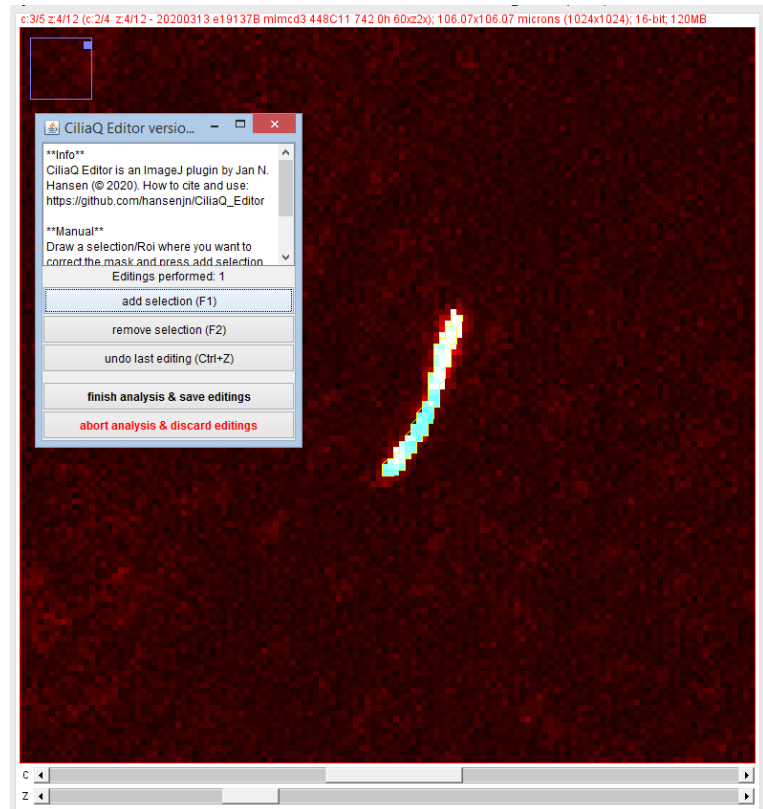 c:3/5 z:4/12 (c:2/4 z:4/12 - 20200313 e19137B mlmcd3 448C11 742 0h 60xz2x); 106.07x106.07 microns (1024x1024); 16-bit; 120MB
CiliaQ Editor versio...
**Info**
CiliaQ Editor is an ImageJ plugin by Jan N.
Hansen (© 2020). How to cite and use:
https://github.com/hansenjn/CiliaQ_Editor
**Manual**
Draw a selection/Roi where you want to
correct the mask and press add selection
Editings performed: 1
add selection (F1)
remove selection (F2)
undo last editing (Ctrl+Z)
finish analysis & save editings
abort analysis & discard editings
C
Z